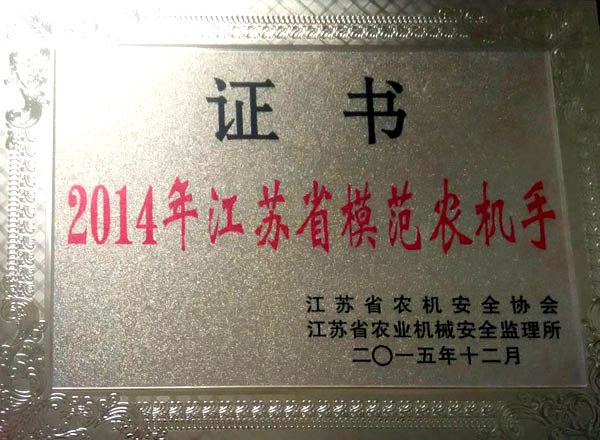 证书
2014年江苏省模范农机手
江苏省农机安全协会
江苏省农业机械安全监理所
二〇一五年十二月